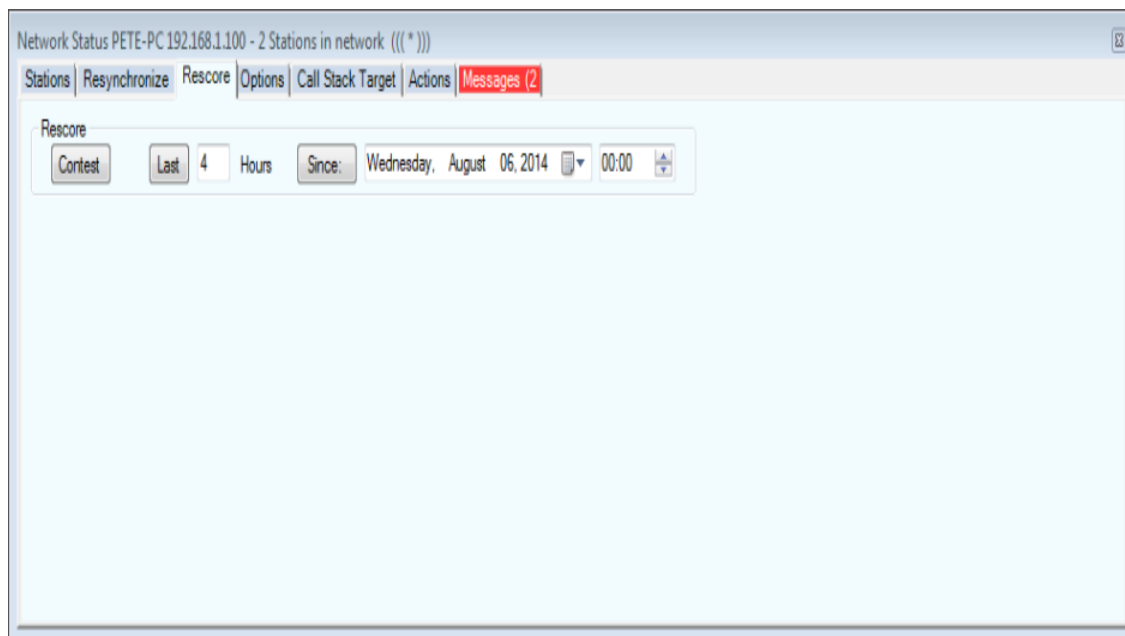 Network Status PETE-PC 192.168.1.100 - 2 Stations in network ((( * )))
Stations Resynchronize Rescore Options Call Stack Target Actions Messages (2
Rescore
Contest Last 4 Hours Since: Wednesday, August 06, 2014 00:00